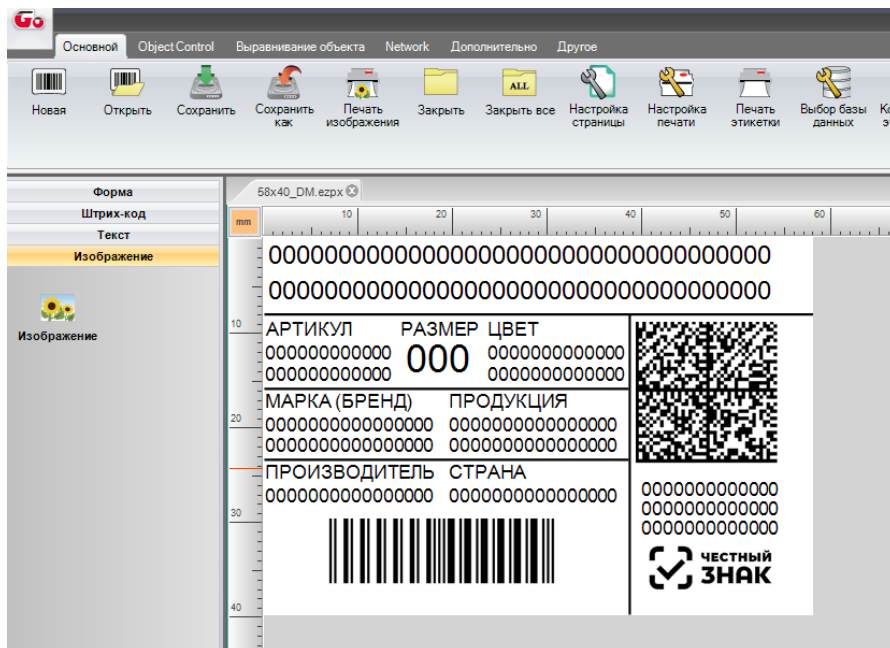 Go
Основной Object Control Выравнивание объекта Network Дополнительно Другое
Новая Открыть Сохранить Сохранить как Печать изображения Закрыть ALL Закрыть все Настройка страницы Настройка печати Печать этикетки Выбор базы данных
Форма
Штрих-код
Текст
Изображение
Изображение
58x40_DM.ezpx
mm 10 20 30 40 50 60
10
20
30
40
АРТИКУЛ РАЗМЕР ЦВЕТ
000000000000 000 0000000000000
000000000000 0000000000000
МАРКА (БРЕНД) ПРОДУКЦИЯ
0000000000000000 0000000000000000
0000000000000000 0000000000000000
ПРОИЗВОДИТЕЛЬ СТРАНА
0000000000000000 0000000000000000
0000000000000
0000000000000
0000000000000
ЧЕСТНЫЙ
ЗНАК